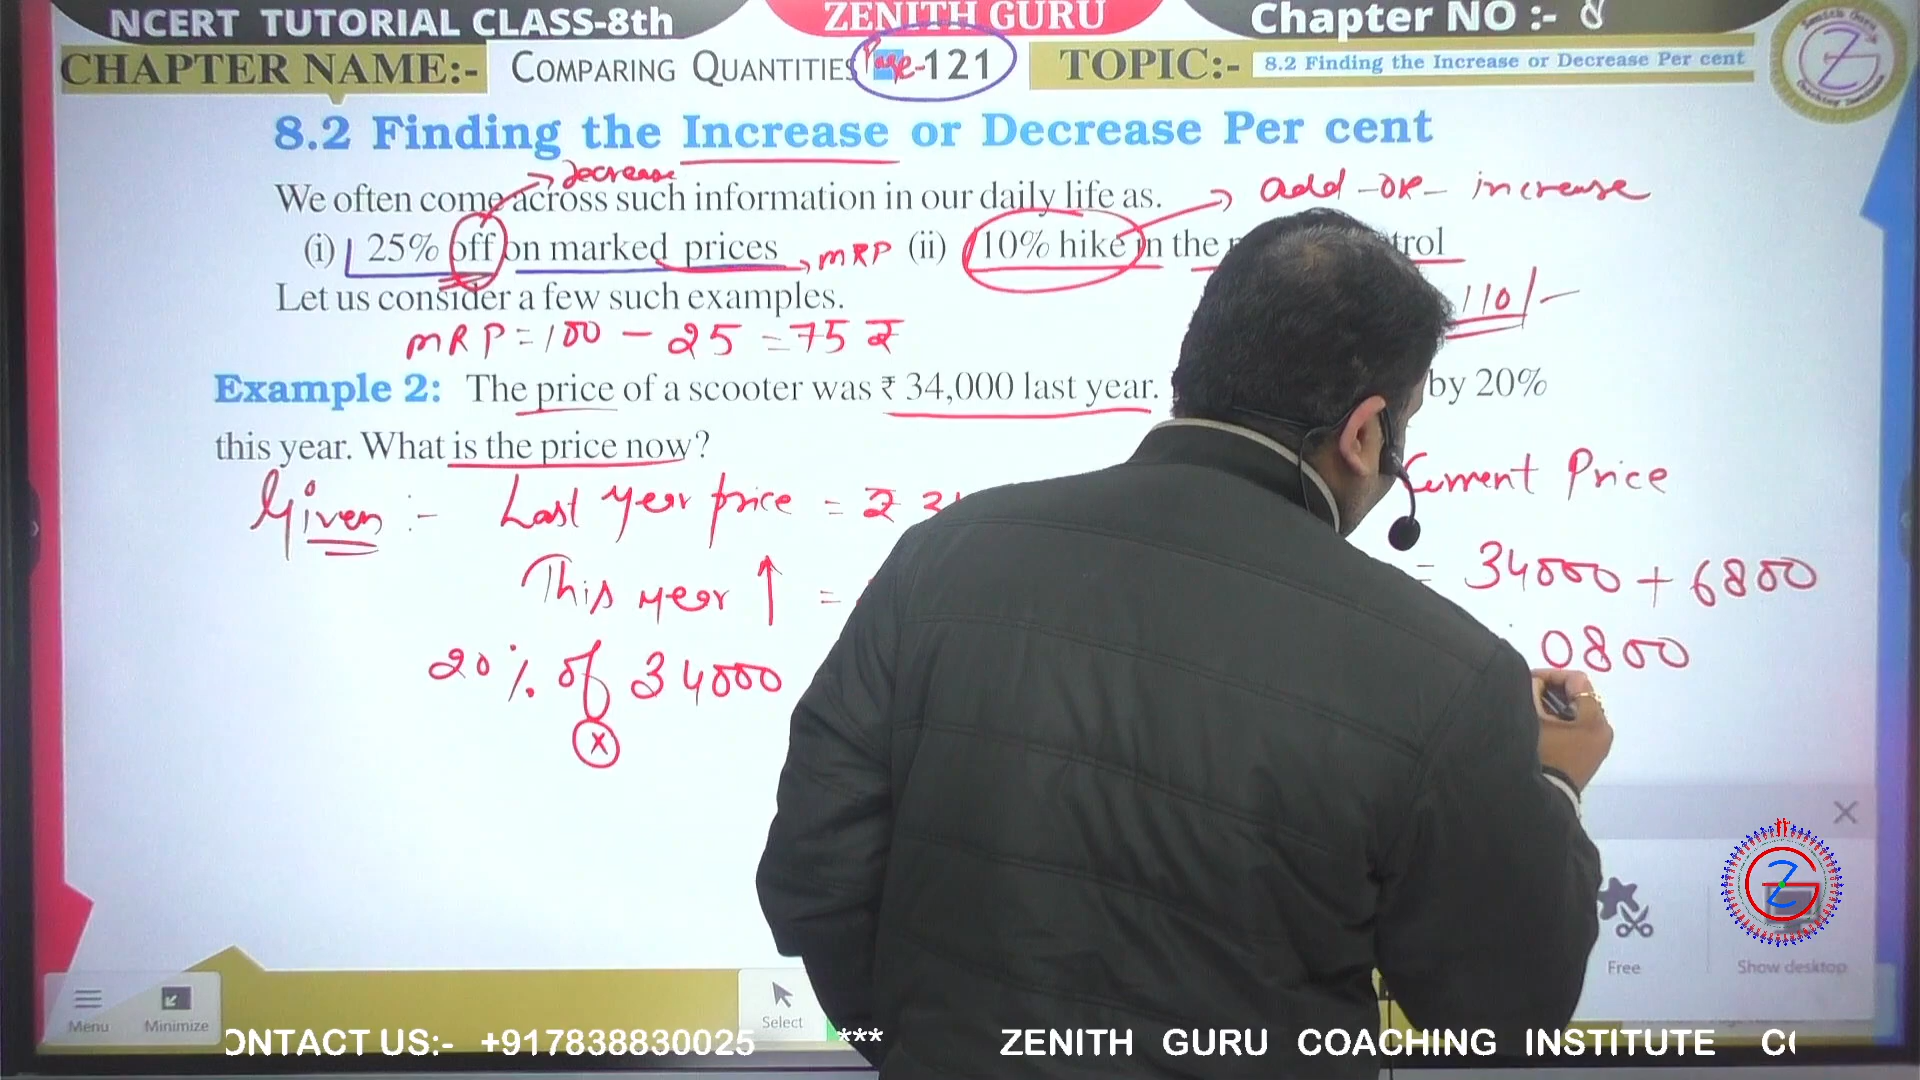 NCERT TUTORIAL CLASS-8th ZENITH GURU Chapter NO :- 8
CHAPTER NAME:- COMPARING QUANTITIES Page-121 TOPIC:- 8.2 Finding the Increase or Decrease Per cent
8.2 Finding the Increase or Decrease Per cent
decrease
We often come across such information in our daily life as. add -or- increase
(i) 25% off on marked prices MRP (ii) 10% hike in the
Let us consider a few such examples. 110/-
MRP = 100 - 25 = 75 ₹
Example 2: The price of a scooter was ₹ 34,000 last year. by 20%
this year. What is the price now?
Given :- Last year price = ₹ Current Price
This year ↑ = = 34000 + 6800
20% of 34000 0800
×
Free Show desktop
Menu Minimize Select
ONTACT US:- +917838830025 *** ZENITH GURU COACHING INSTITUTE